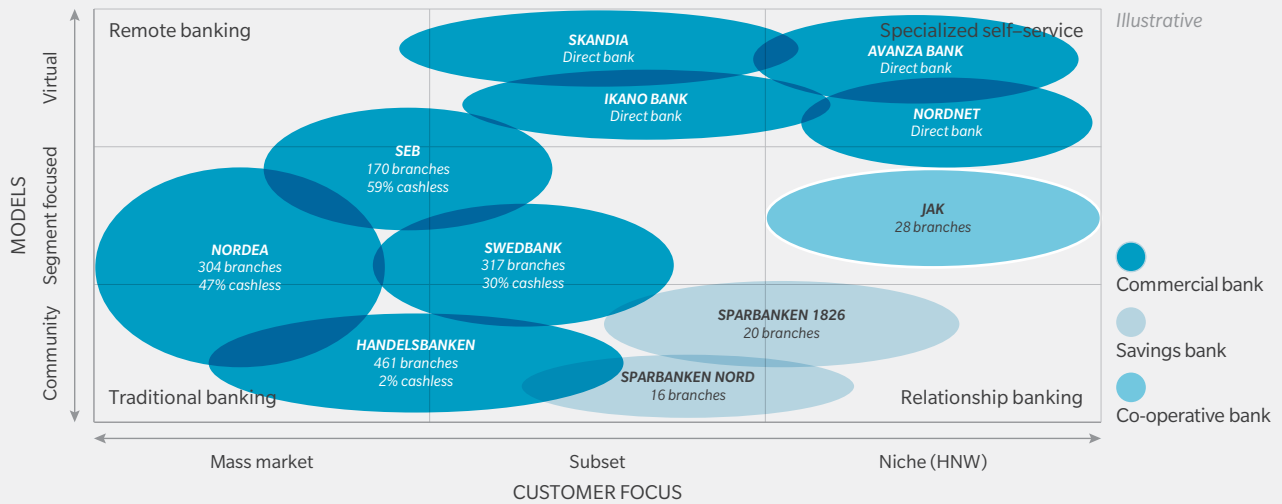 Remote banking
Specialized self–service
Illustrative
SKANDIA
Direct bank
AVANZA BANK
Direct bank
IKANO BANK
Direct bank
NORDNET
Direct bank
SEB
170 branches
59% cashless
JAK
28 branches
NORDEA
304 branches
47% cashless
SWEDBANK
317 branches
30% cashless
SPARBANKEN 1826
20 branches
HANDELSBANKEN
461 branches
2% cashless
SPARBANKEN NORD
16 branches
Traditional banking
Relationship banking
MODELS
Virtual
Segment focused
Community
Commercial bank
Savings bank
Co-operative bank
Mass market
Subset
Niche (HNW)
CUSTOMER FOCUS